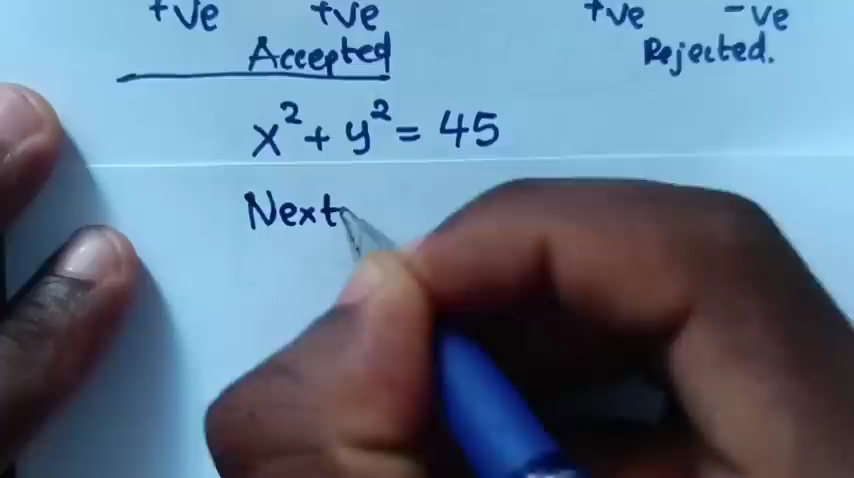 +ve +ve +ve -ve
Accepted Rejected.
x² + y² = 45
Next